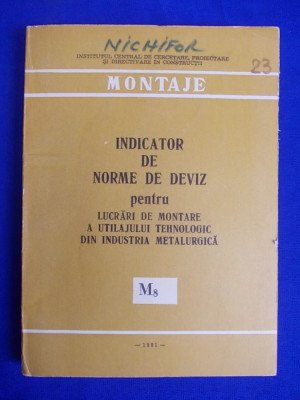 NICHIFOR
INSTITUTUL CENTRAL DE CERCETARE, PROIECTARE
ȘI DIRECTIVARE ÎN CONSTRUCȚII
23
MONTAJE
INDICATOR
DE
NORME DE DEVIZ
pentru
LUCRĂRI DE MONTARE
A UTILAJULUI TEHNOLOGIC
DIN INDUSTRIA METALURGICĂ
M8
— 1981 —